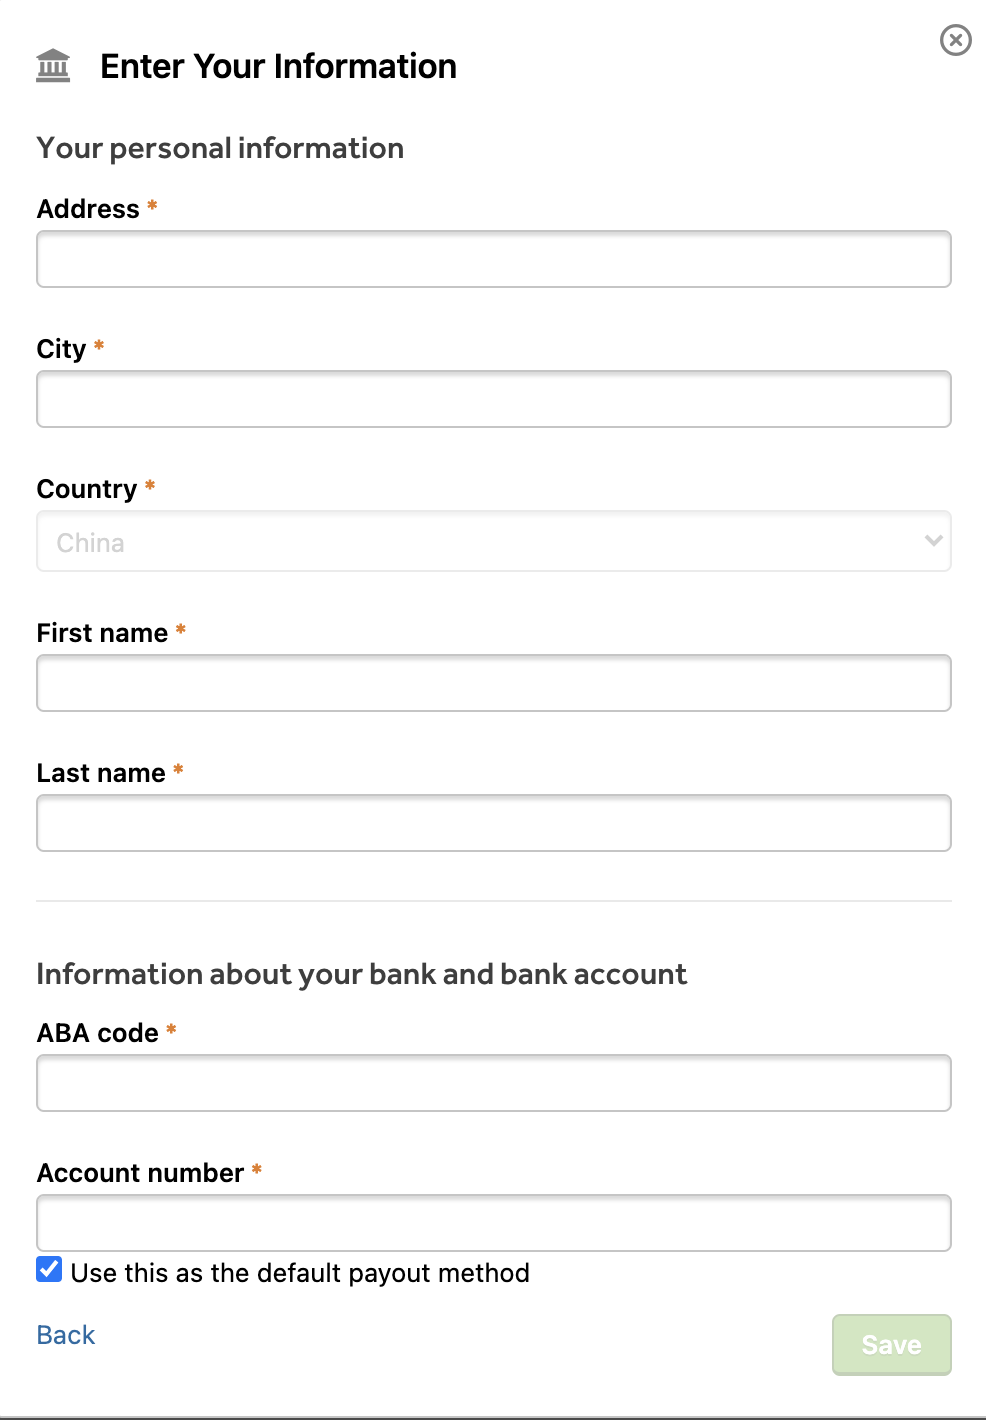 Enter Your Information
Your personal information
Address *
City *
Country *
China
First name *
Last name *
Information about your bank and bank account
ABA code *
Account number *
Use this as the default payout method
Back
Save